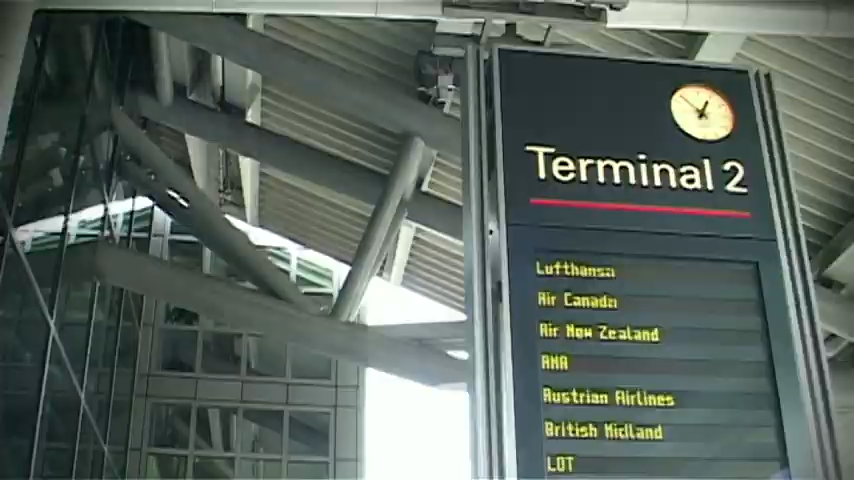 Terminal 2
Lufthansa
Air Canada
Air New Zealand
ANA
Austrian Airlines
British Midland
LOT